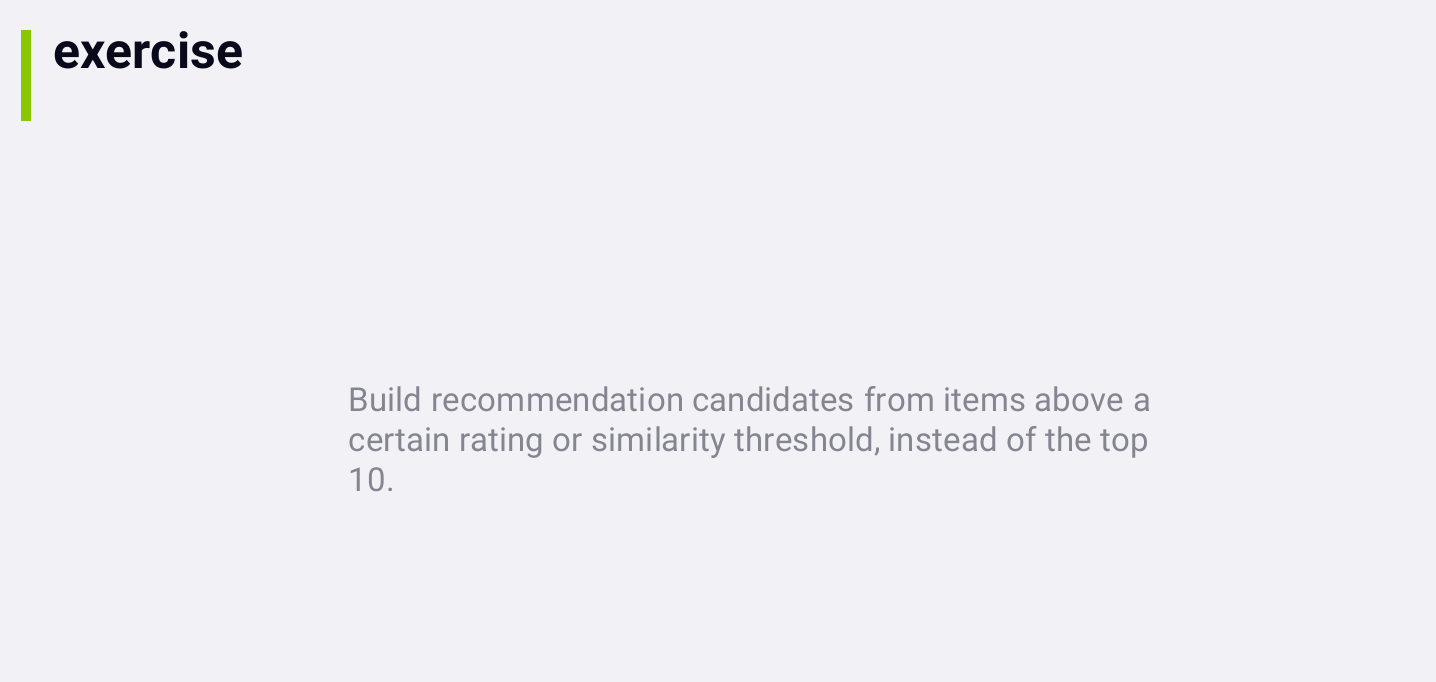 exercise
Build recommendation candidates from items above a
certain rating or similarity threshold, instead of the top
10.